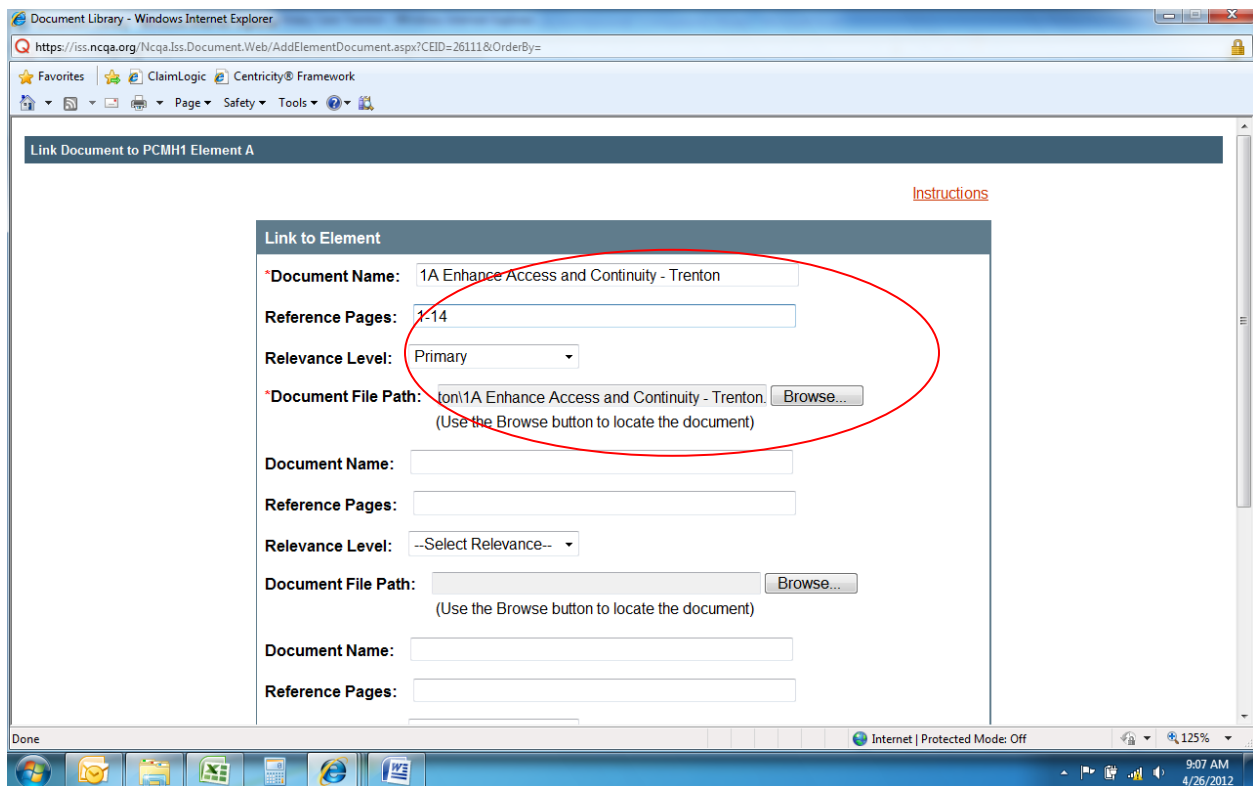 Document Library - Windows Internet Explorer
https://iss.ncqa.org/Ncqa.Iss.Document.Web/AddElementDocument.aspx?CEID=26111&OrderBy=
Favorites ClaimLogic Centricity® Framework
Page Safety Tools
Link Document to PCMH1 Element A
Instructions
Link to Element
*Document Name: 1A Enhance Access and Continuity - Trenton
Reference Pages: 1-14
Relevance Level: Primary
*Document File Path: ton\1A Enhance Access and Continuity - Trenton. Browse...
(Use the Browse button to locate the document)
Document Name:
Reference Pages:
Relevance Level: --Select Relevance--
Document File Path: Browse...
(Use the Browse button to locate the document)
Document Name:
Reference Pages:
Done Internet | Protected Mode: Off 125%
9:07 AM
4/26/2012